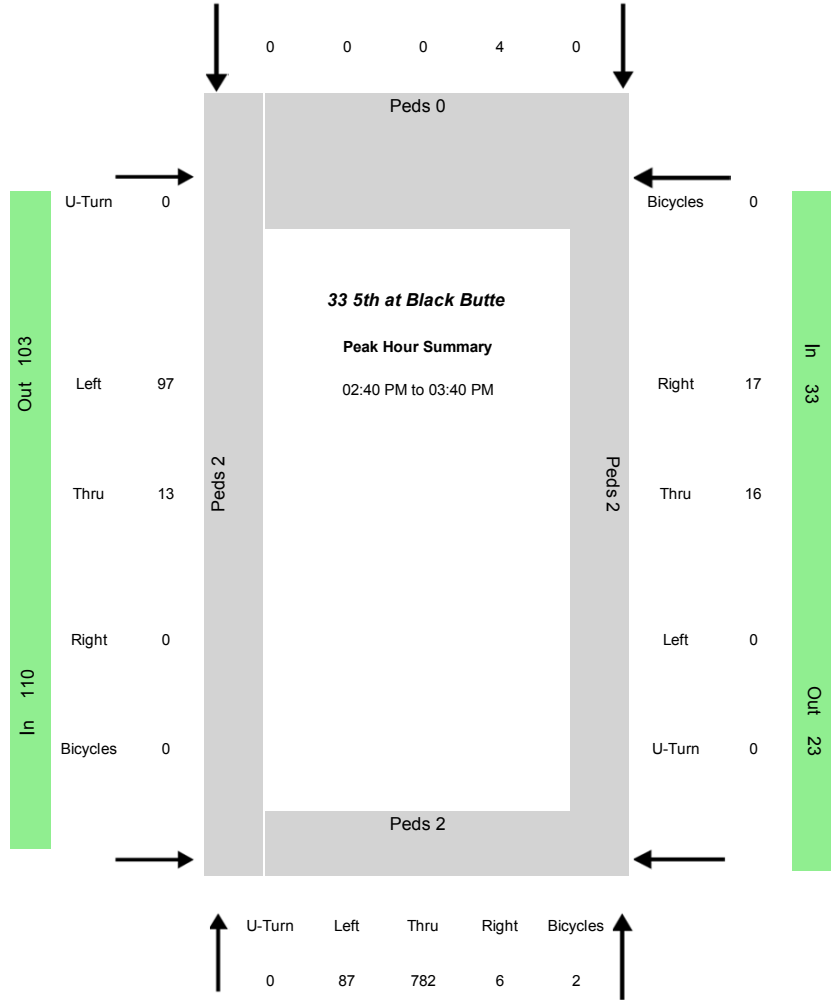 0 0 0 4 0
Peds 0
U-Turn 0
Bicycles 0
33 5th at Black Butte
Peak Hour Summary
02:40 PM to 03:40 PM
Out 103
In 33
Left 97
Right 17
Peds 2
Peds 2
Thru 13
Thru 16
Right 0
Left 0
In 110
Out 23
Bicycles 0
U-Turn 0
Peds 2
U-Turn Left Thru Right Bicycles
0 87 782 6 2